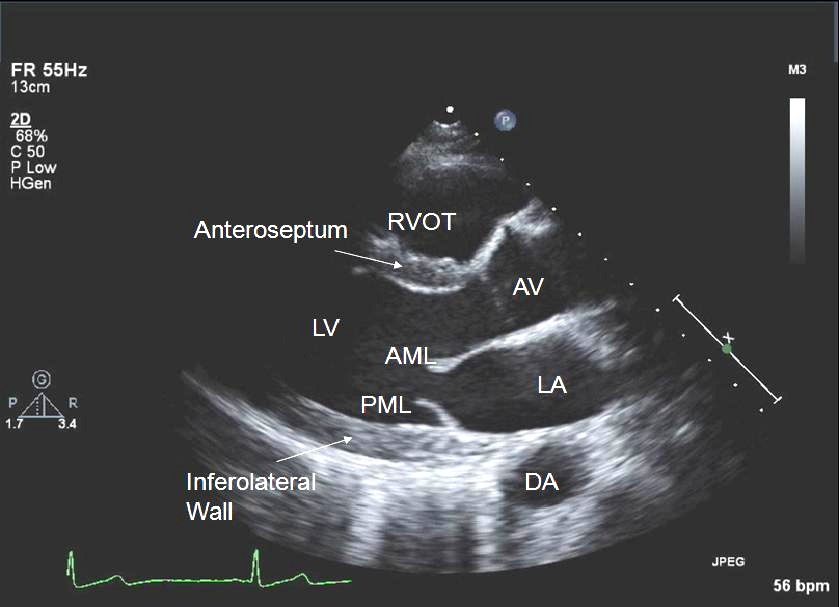 FR 55Hz
13cm
2D
68%
C 50
P Low
HGen
M3
P
RVOT
Anteroseptum
AV
LV
AML
LA
PML
G
P R
1.7 3.4
Inferolateral
Wall
DA
JPEG
56 bpm